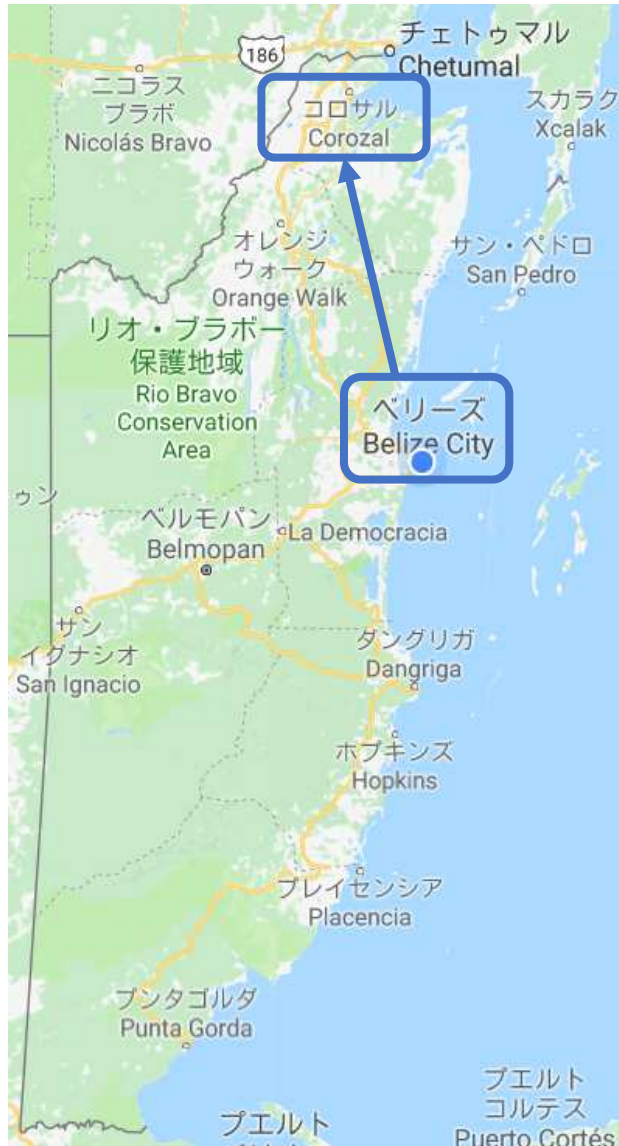 チェトゥマル
Chetumal
186
ニコラス
ブラボ
Nicolás Bravo
コロサル
Corozal
スカラク
Xcalak
オレンジ
ウォーク
Orange Walk
サン・ペドロ
San Pedro
リオ・ブラボー
保護地域
Rio Bravo
Conservation
Area
ベリーズ
Belize City
ゥン
ベルモパン
Belmopan
La Democracia
サン
イグナシオ
San Ignacio
ダングリガ
Dangriga
ホプキンズ
Hopkins
プレイセンシア
Placencia
プンタゴルダ
Punta Gorda
プエルト
コルテス
Puerto Cortés
プエルト